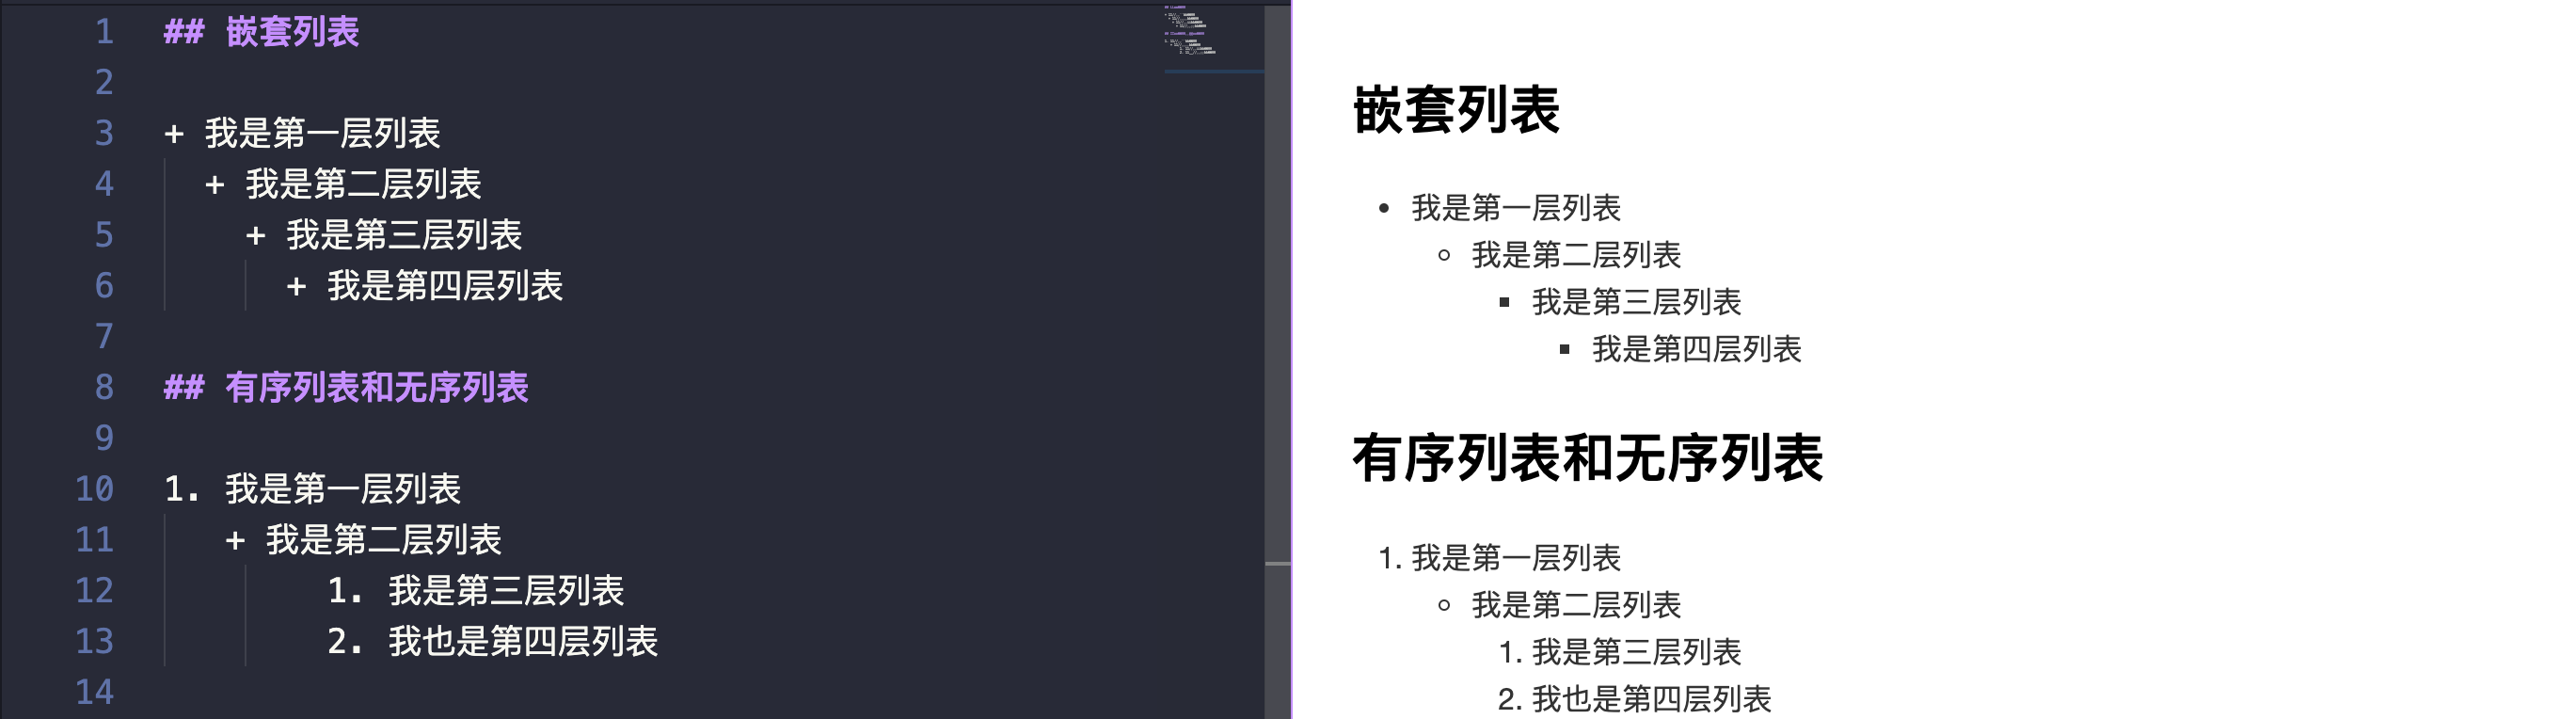 1 ## 嵌套列表
2
3 + 我是第一层列表
4 + 我是第二层列表
5 + 我是第三层列表
6 + 我是第四层列表
7
8 ## 有序列表和无序列表
9
10 1. 我是第一层列表
11 + 我是第二层列表
12 1. 我是第三层列表
13 2. 我也是第四层列表
14
嵌套列表
• 我是第一层列表
◦ 我是第二层列表
▪ 我是第三层列表
▪ 我是第四层列表
有序列表和无序列表
1. 我是第一层列表
◦ 我是第二层列表
1. 我是第三层列表
2. 我也是第四层列表